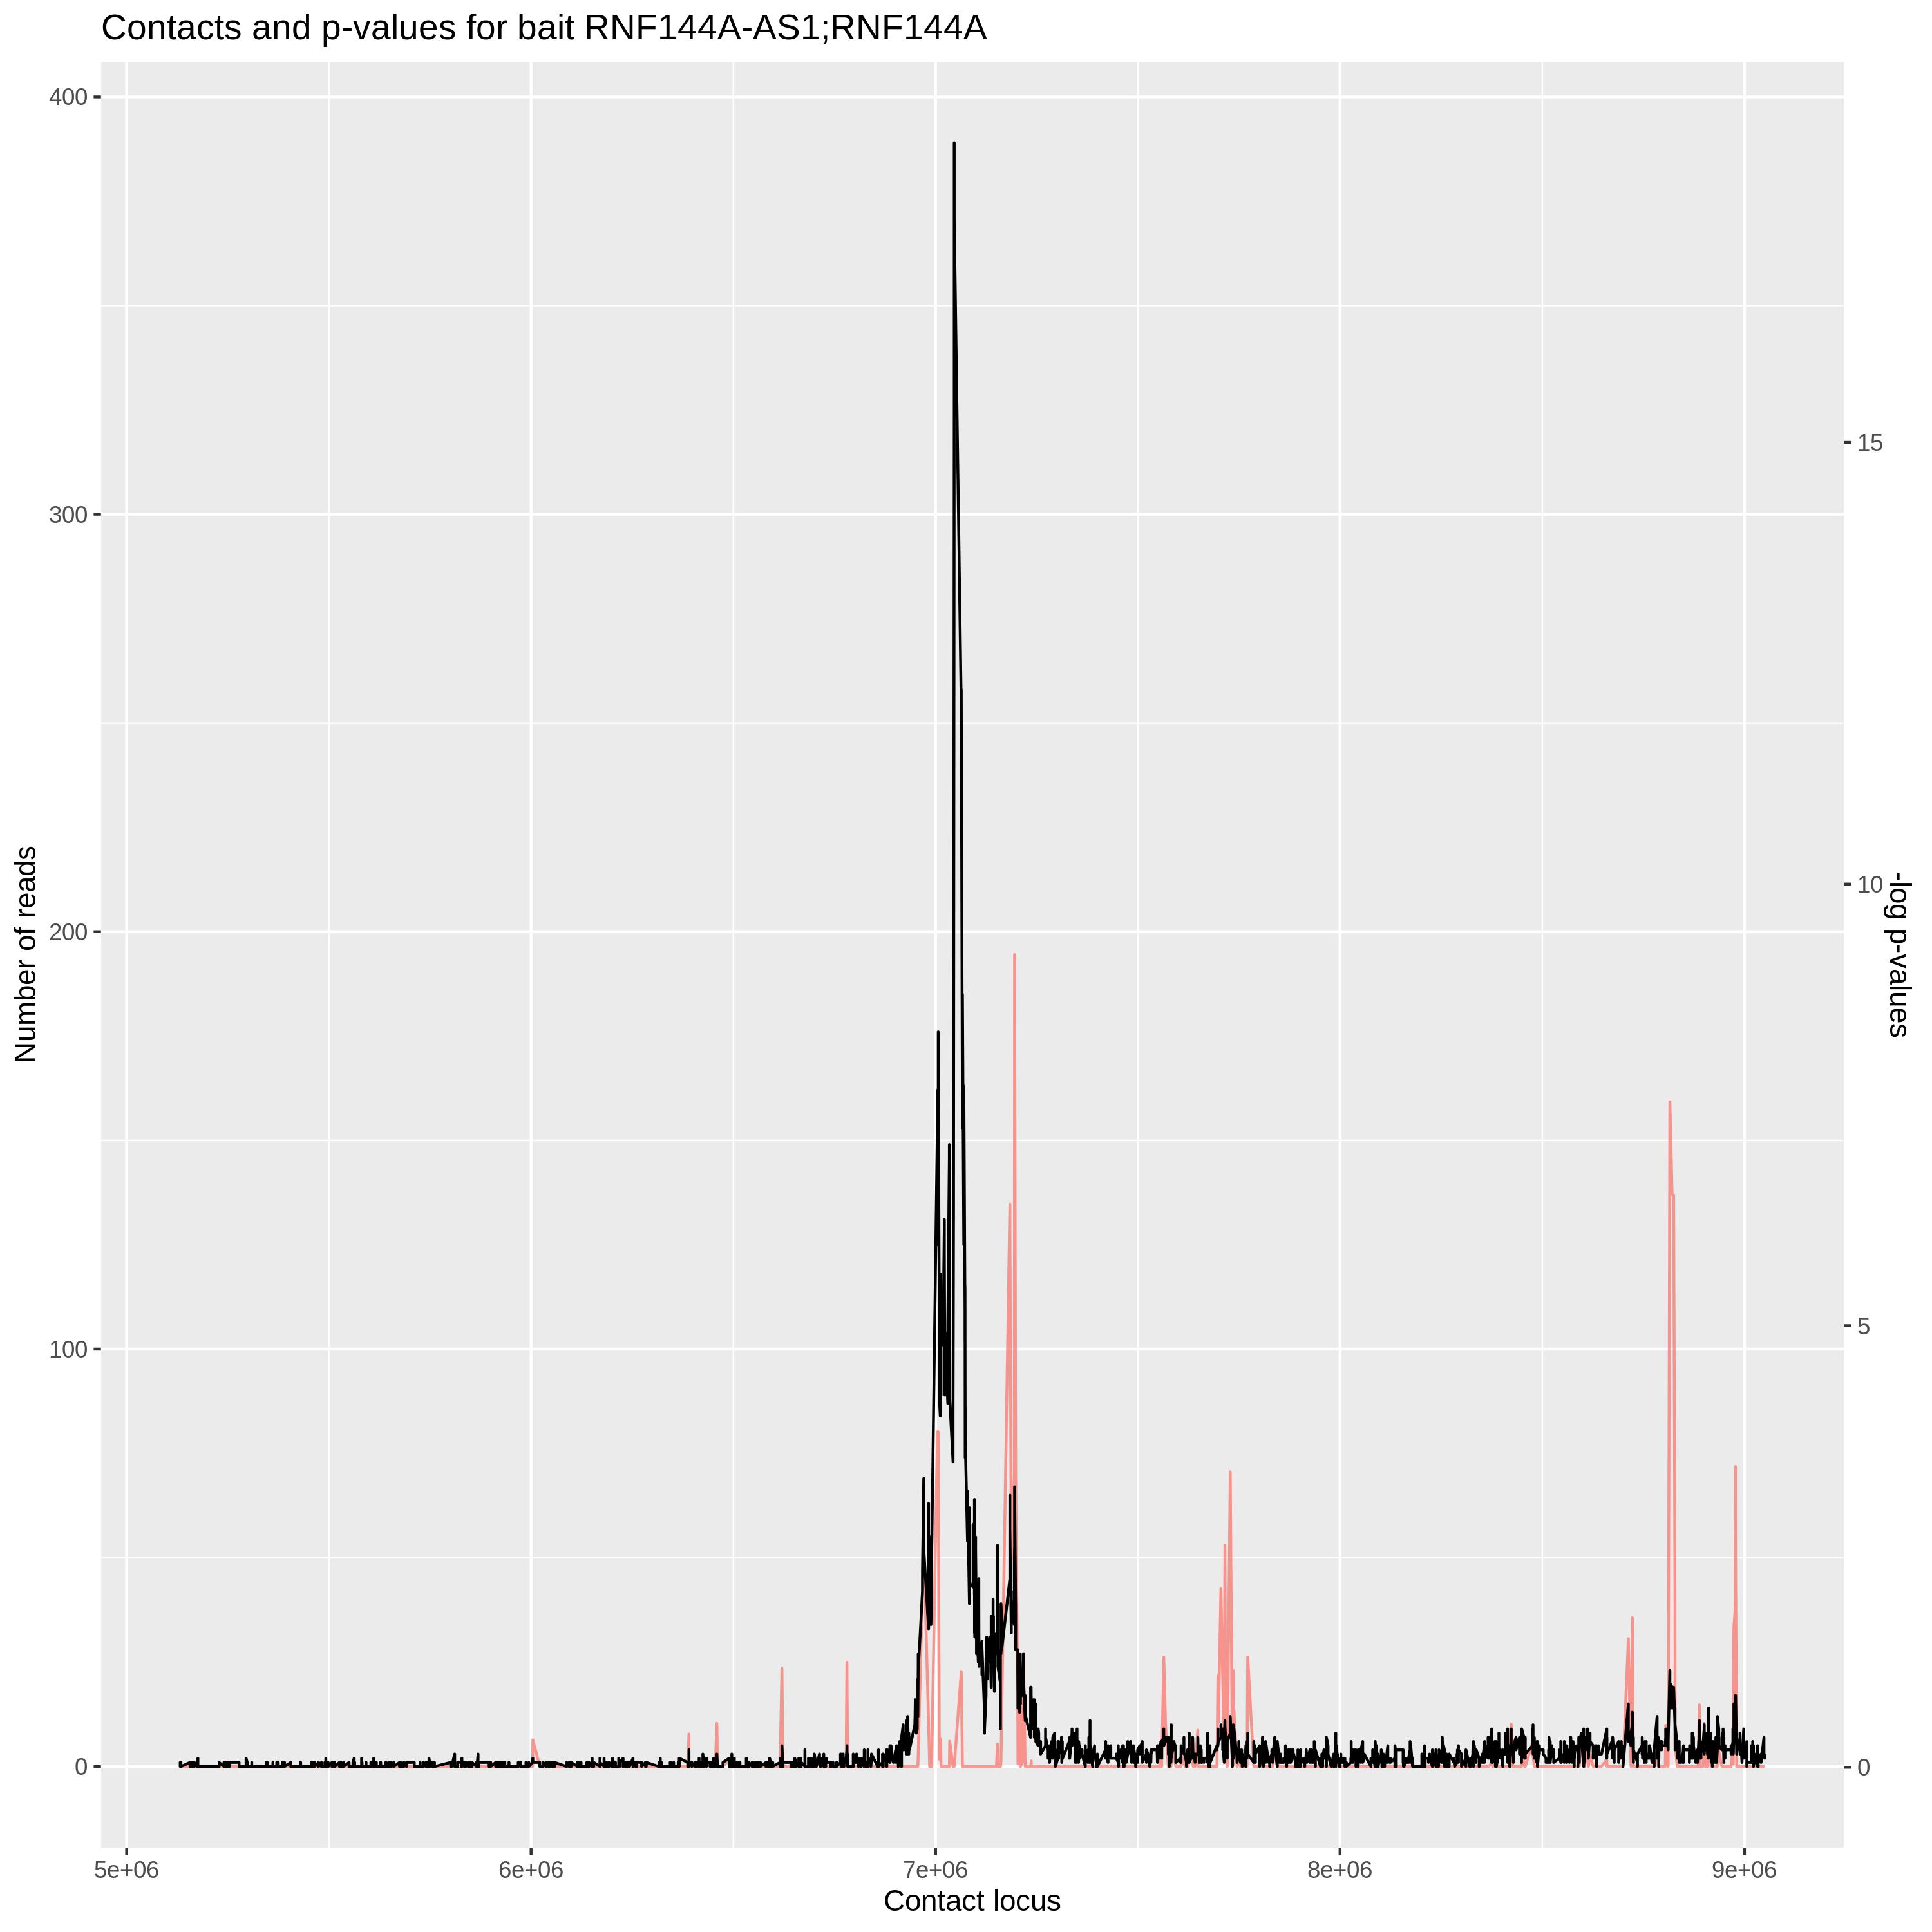 Contacts and p-values for bait RNF144A-AS1;RNF144A
400
300
200
100
0
Number of reads
15
10
5
0
-log p-values
5e+06
6e+06
7e+06
8e+06
9e+06
Contact locus